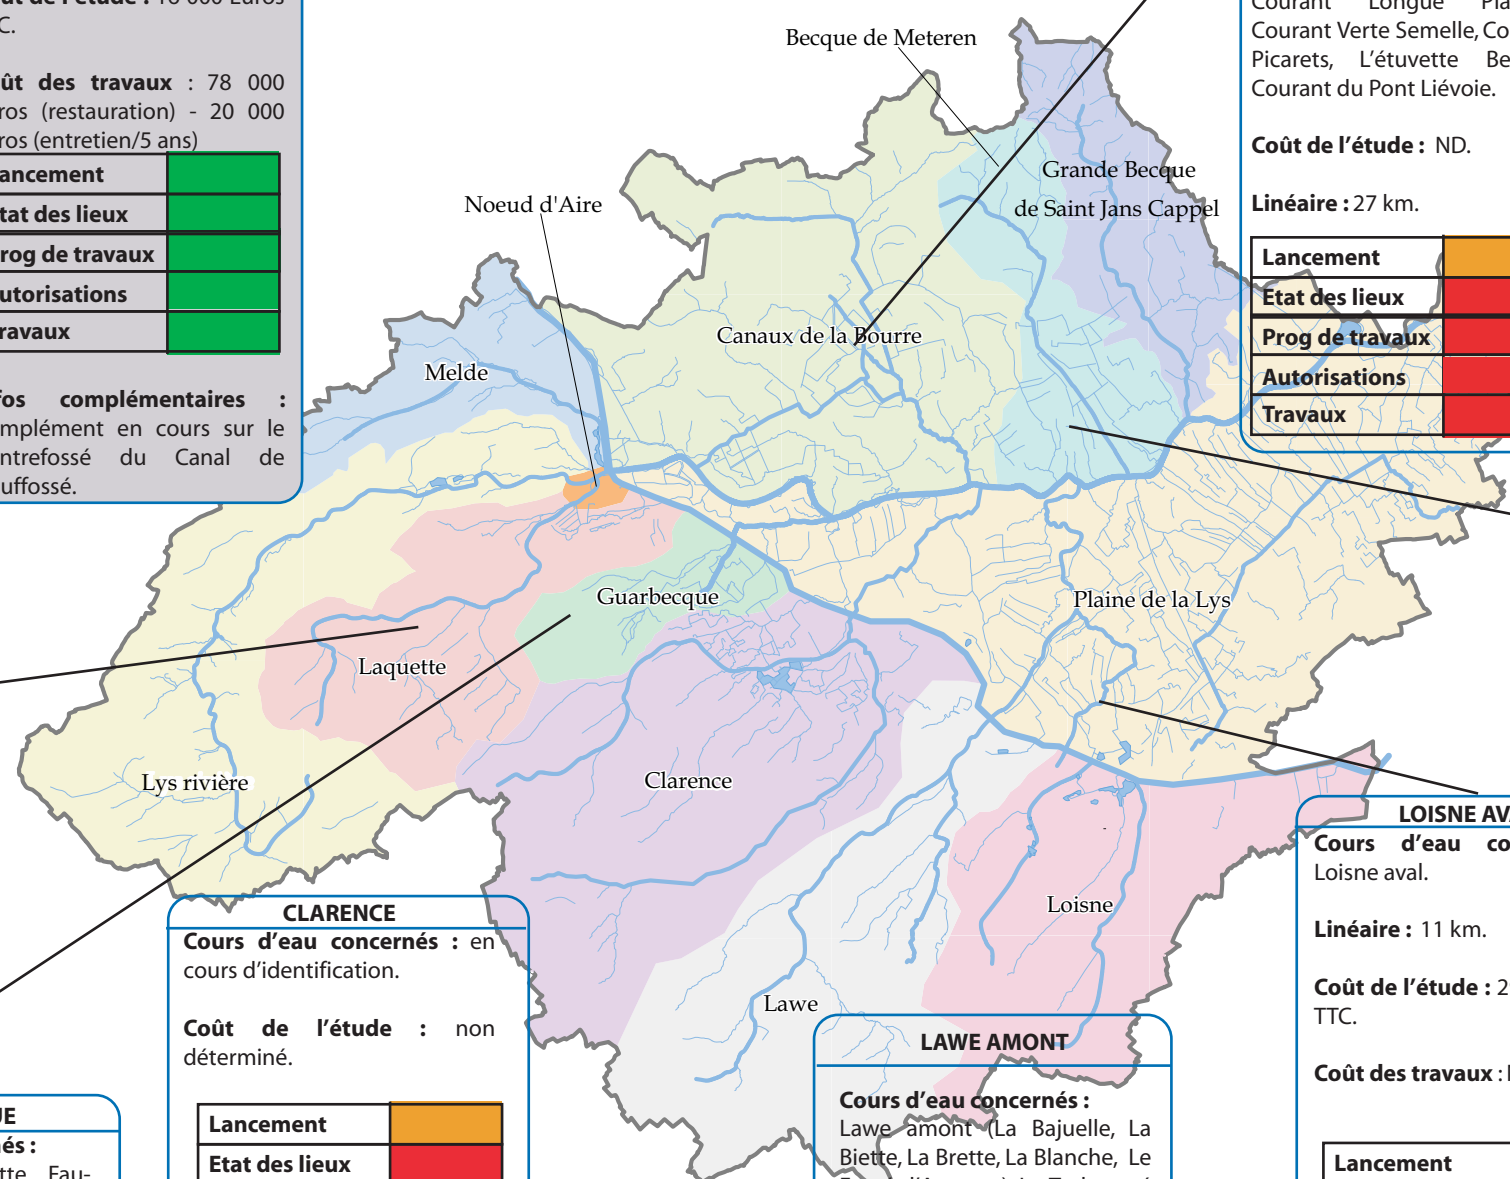 16 000 Euros
C.
ût des travaux : 78 000
ros (restauration) - 20 000
ros (entretien/5 ans)
ancement
tat des lieux
rog de travaux
utorisations
ravaux
fos complémentaires :
mplément en cours sur le
ntrefossé du Canal de
uffossé.
Courant Longue Pla
Courant Verte Semelle, Co
Picarets, L'étuvette Be
Courant du Pont Liévoie.
Coût de l'étude : ND.
Linéaire : 27 km.
Lancement
Etat des lieux
Prog de travaux
Autorisations
Travaux
Becque de Meteren
Grande Becque
de Saint Jans Cappel
Noeud d'Aire
Canaux de la Bourre
Melde
Guarbecque
Plaine de la Lys
Laquette
Lys rivière
Clarence
Loisne
Lawe
CLARENCE
Cours d'eau concernés : en
cours d'identification.
Coût de l'étude : non
déterminé.
Lancement
Etat des lieux
LAWE AMONT
Cours d'eau concernés :
Lawe amont (La Bajuelle, La
Biette, La Brette, La Blanche, Le
LOISNE AV
Cours d'eau co
Loisne aval.
Linéaire : 11 km.
Coût de l'étude : 2
TTC.
Coût des travaux :
Lancement
UE
nés :
tte Fau-